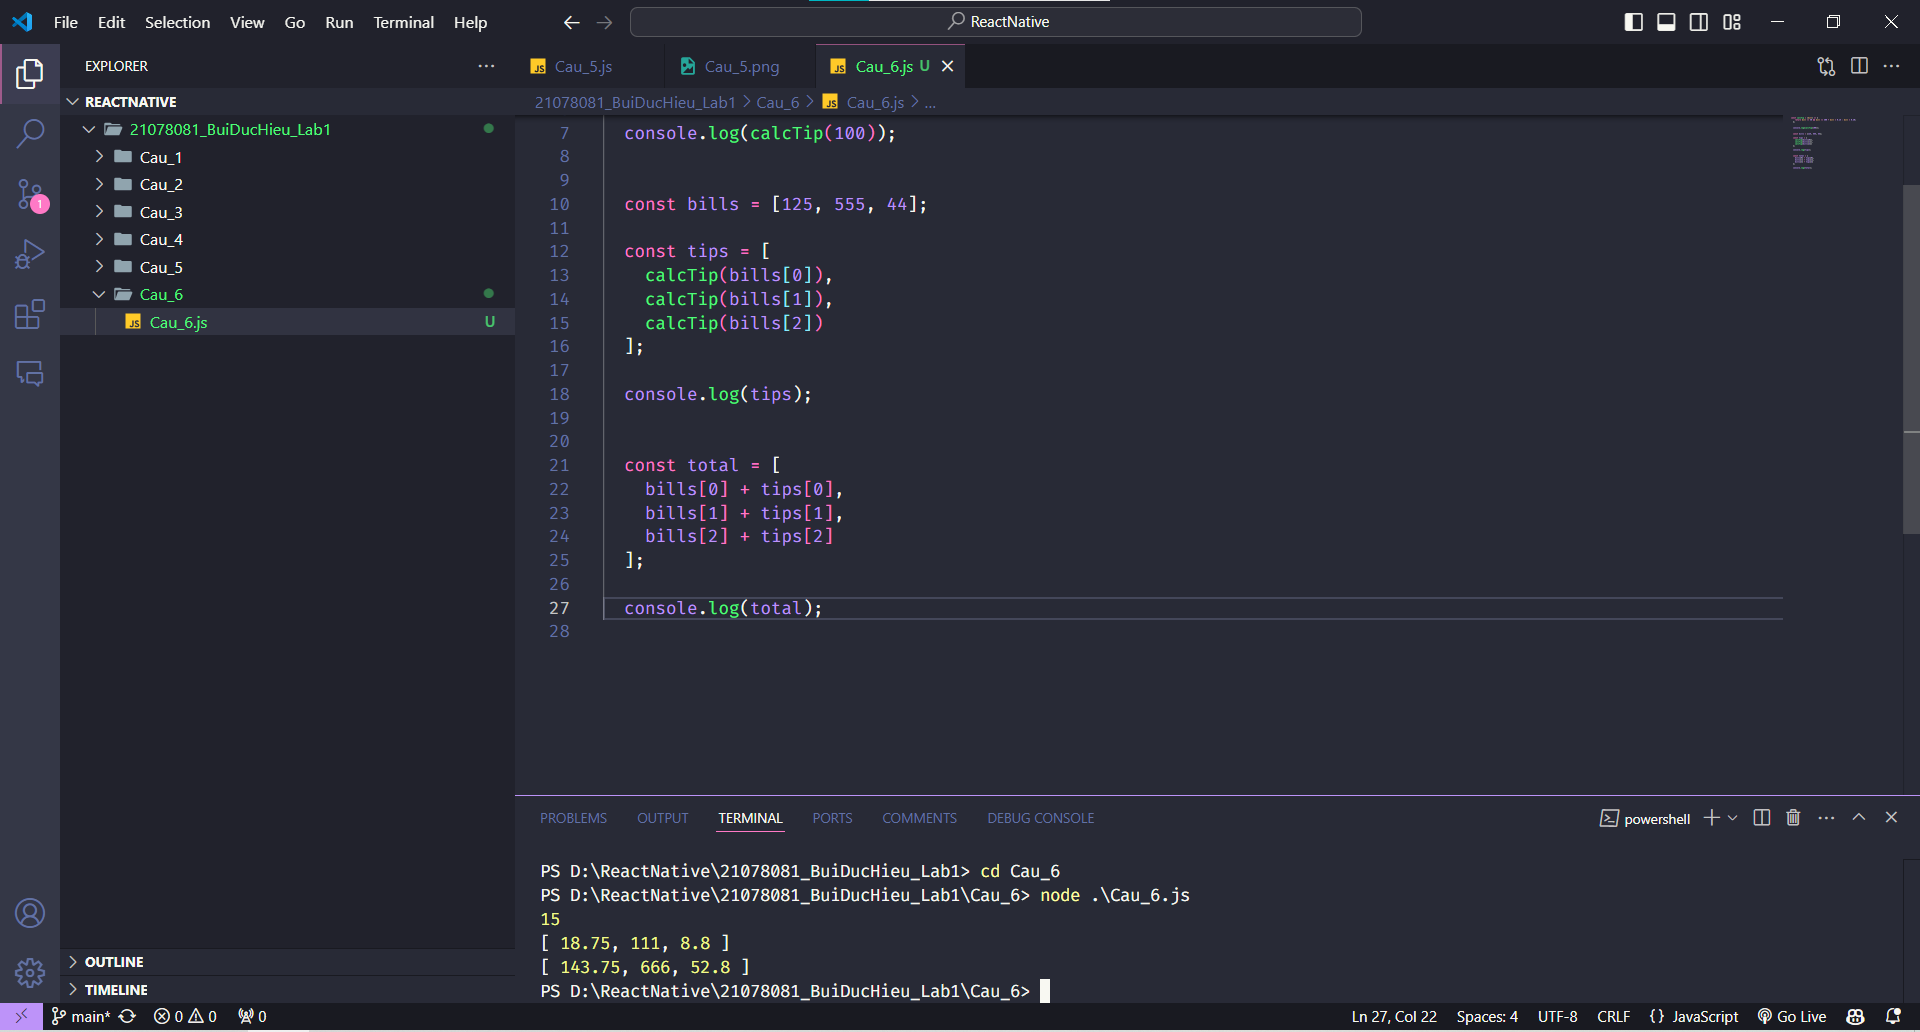 File Edit Selection View Go Run Terminal Help
ReactNative
EXPLORER
REACTNATIVE
21078081_BuiDucHieu_Lab1
Cau_1
Cau_2
Cau_3
Cau_4
Cau_5
Cau_6
Cau_6.js U
1
OUTLINE
TIMELINE
Cau_5.js Cau_5.png Cau_6.js U
21078081_BuiDucHieu_Lab1 > Cau_6 > Cau_6.js > ...
7 console.log(calcTip(100));
8
9
10 const bills = [125, 555, 44];
11
12 const tips = [
13 calcTip(bills[0]),
14 calcTip(bills[1]),
15 calcTip(bills[2])
16 ];
17
18 console.log(tips);
19
20
21 const total = [
22 bills[0] + tips[0],
23 bills[1] + tips[1],
24 bills[2] + tips[2]
25 ];
26
27 console.log(total);
28
PROBLEMS OUTPUT TERMINAL PORTS COMMENTS DEBUG CONSOLE
powershell
PS D:\ReactNative\21078081_BuiDucHieu_Lab1> cd Cau_6
PS D:\ReactNative\21078081_BuiDucHieu_Lab1\Cau_6> node .\Cau_6.js
15
[ 18.75, 111, 8.8 ]
[ 143.75, 666, 52.8 ]
PS D:\ReactNative\21078081_BuiDucHieu_Lab1\Cau_6>
main* 0 0 0 Ln 27, Col 22 Spaces: 4 UTF-8 CRLF {} JavaScript Go Live